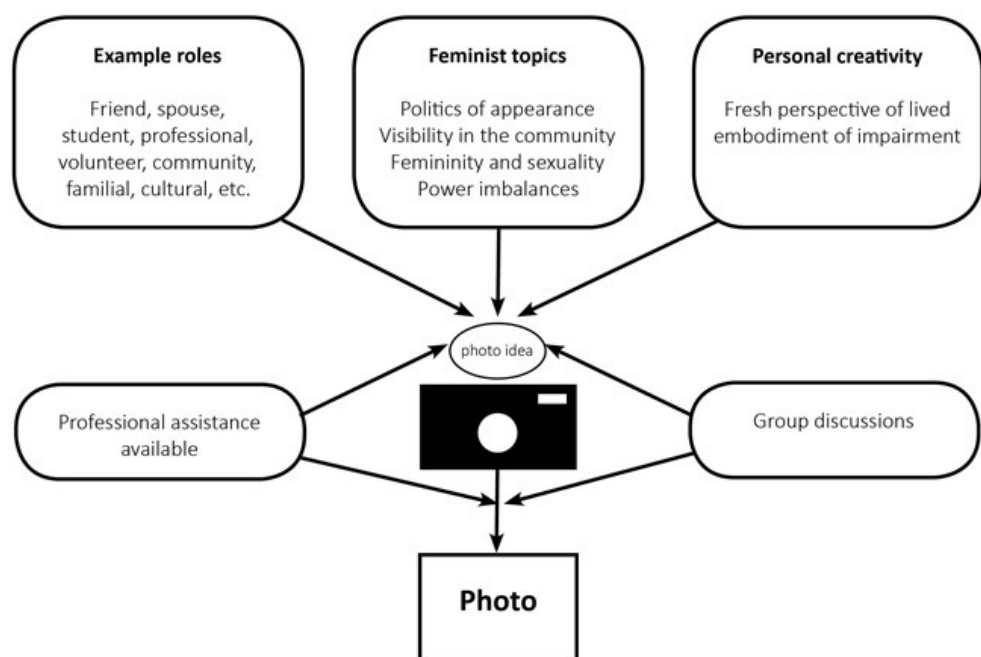 Example roles
Friend, spouse,
student, professional,
volunteer, community,
familial, cultural, etc.
Feminist topics
Politics of appearance
Visibility in the community
Femininity and sexuality
Power imbalances
Personal creativity
Fresh perspective of lived
embodiment of impairment
photo idea
Professional assistance
available
Group discussions
Photo